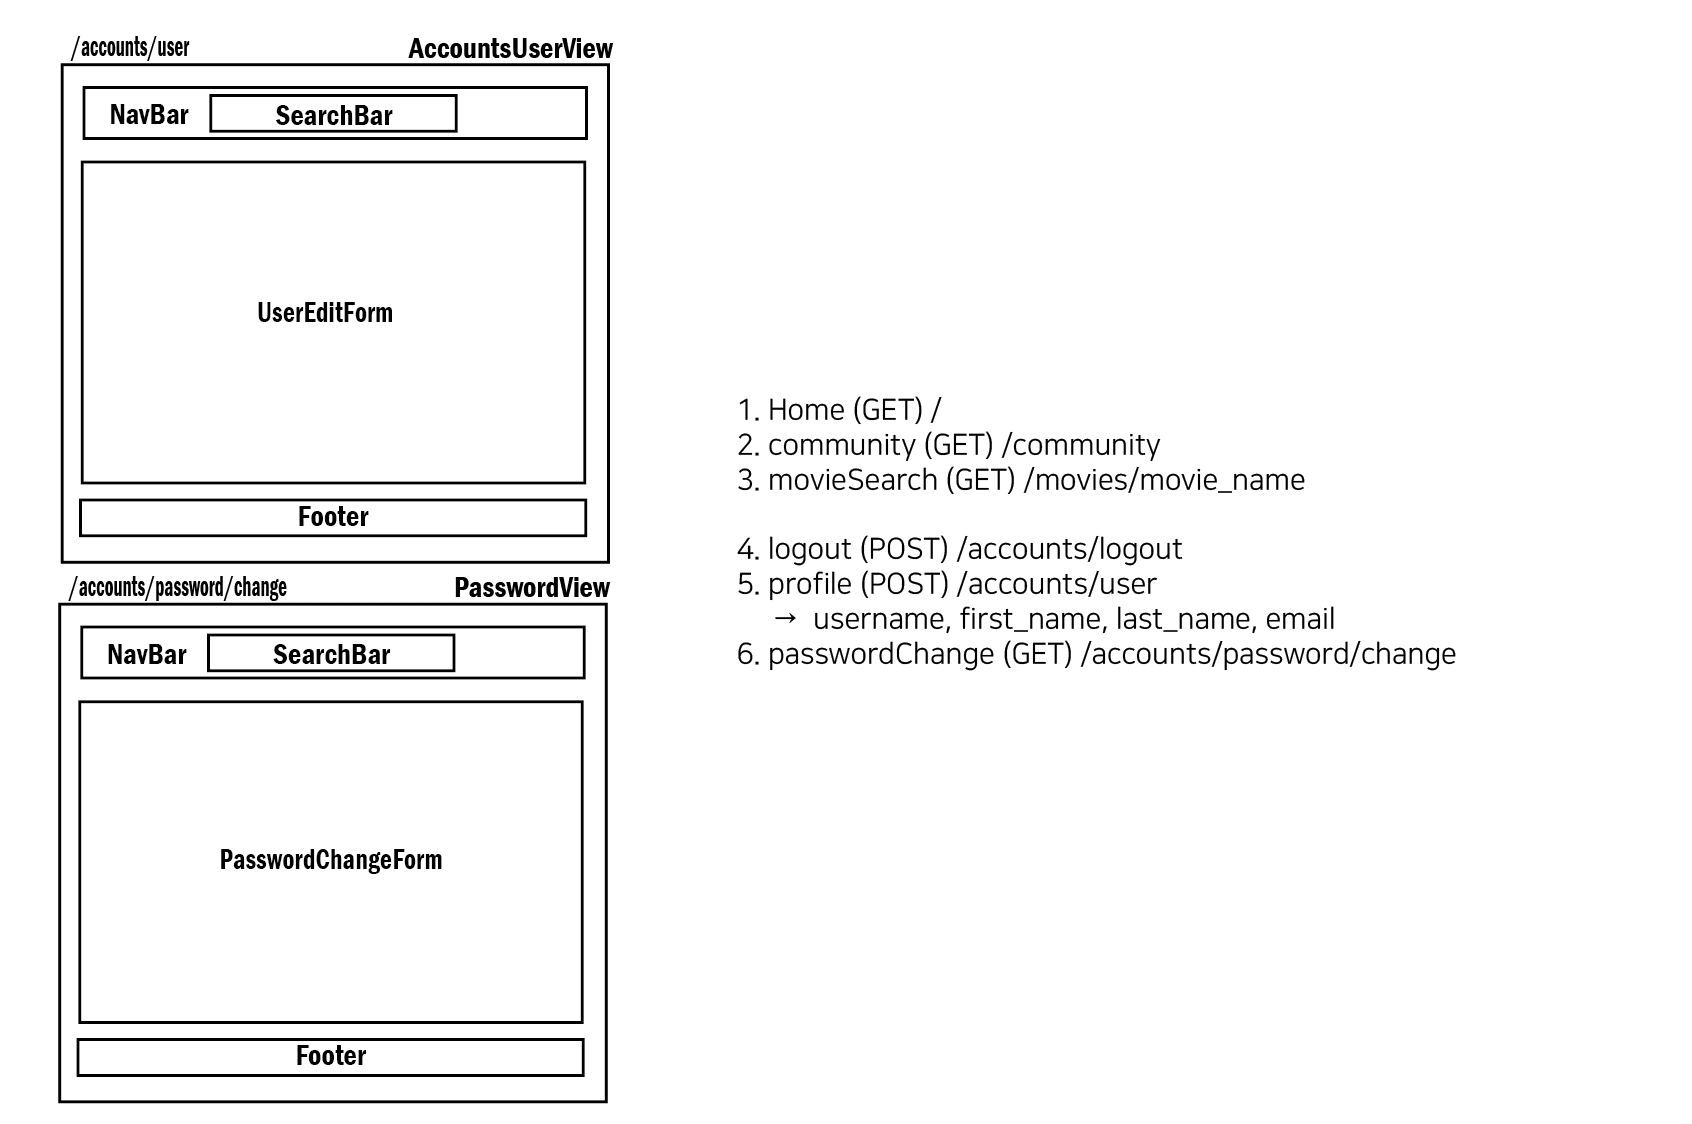 /accounts/user
AccountsUserView
NavBar
SearchBar
UserEditForm
Footer
/accounts/password/change
PasswordView
NavBar
SearchBar
PasswordChangeForm
Footer
1. Home (GET) /
2. community (GET) /community
3. movieSearch (GET) /movies/movie_name
4. logout (POST) /accounts/logout
5. profile (POST) /accounts/user
→ username, first_name, last_name, email
6. passwordChange (GET) /accounts/password/change